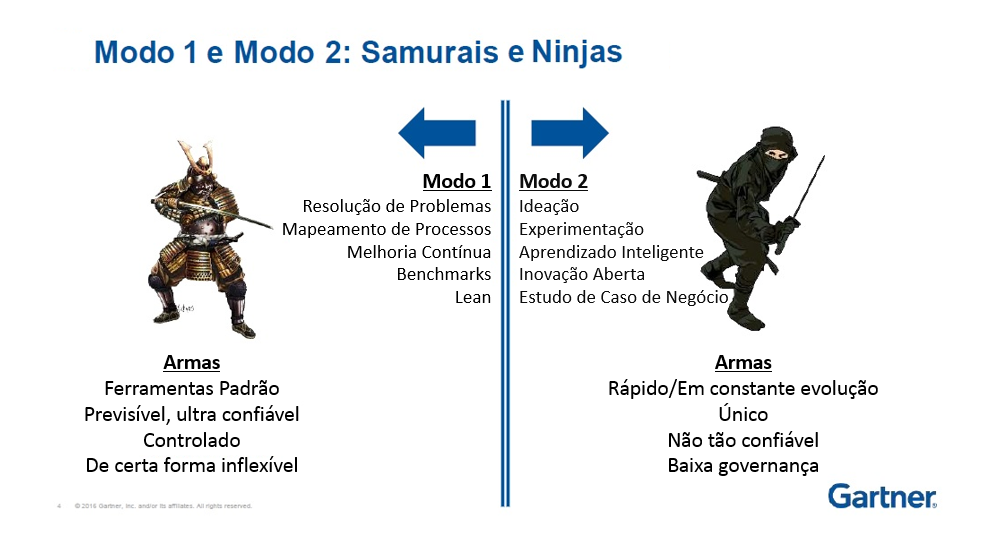 Modo 1 e Modo 2: Samurais e Ninjas
Modo 1
Resolução de Problemas
Mapeamento de Processos
Melhoria Contínua
Benchmarks
Lean
Modo 2
Ideação
Experimentação
Aprendizado Inteligente
Inovação Aberta
Estudo de Caso de Negócio
Armas
Ferramentas Padrão
Previsível, ultra confiável
Controlado
De certa forma inflexível
Armas
Rápido/Em constante evolução
Único
Não tão confiável
Baixa governança
4 © 2016 Gartner, Inc. and/or its affiliates. All rights reserved.
Gartner